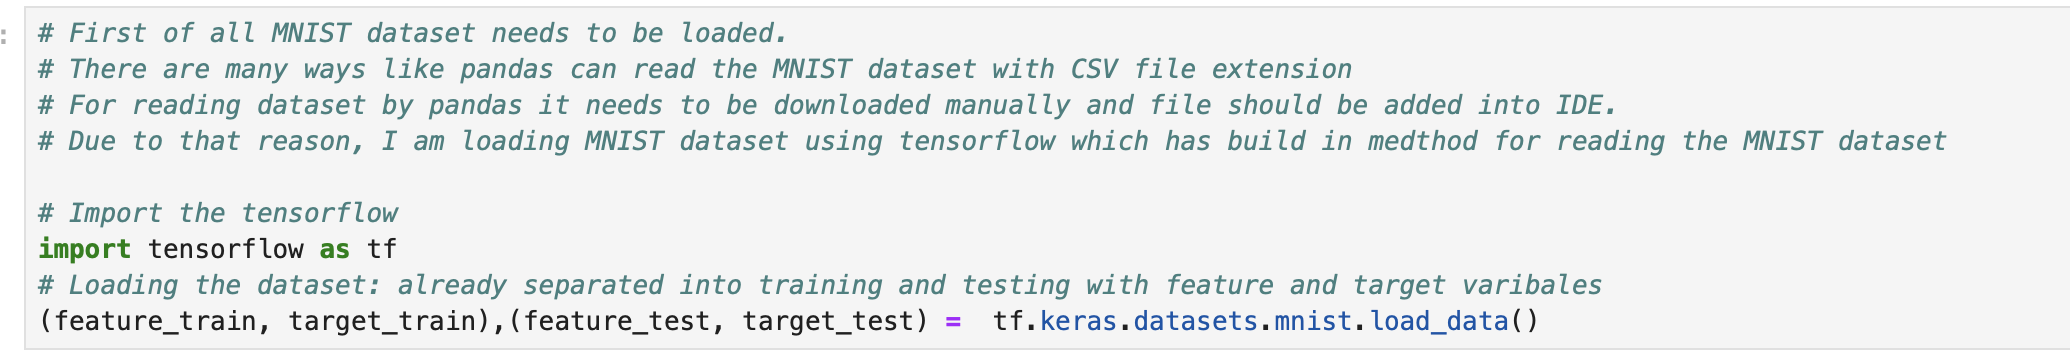 # First of all MNIST dataset needs to be loaded.
# There are many ways like pandas can read the MNIST dataset with CSV file extension
# For reading dataset by pandas it needs to be downloaded manually and file should be added into IDE.
# Due to that reason, I am loading MNIST dataset using tensorflow which has build in medthod for reading the MNIST dataset
# Import the tensorflow
import tensorflow as tf
# Loading the dataset: already separated into training and testing with feature and target varibales
(feature_train, target_train),(feature_test, target_test) =  tf.keras.datasets.mnist.load_data()